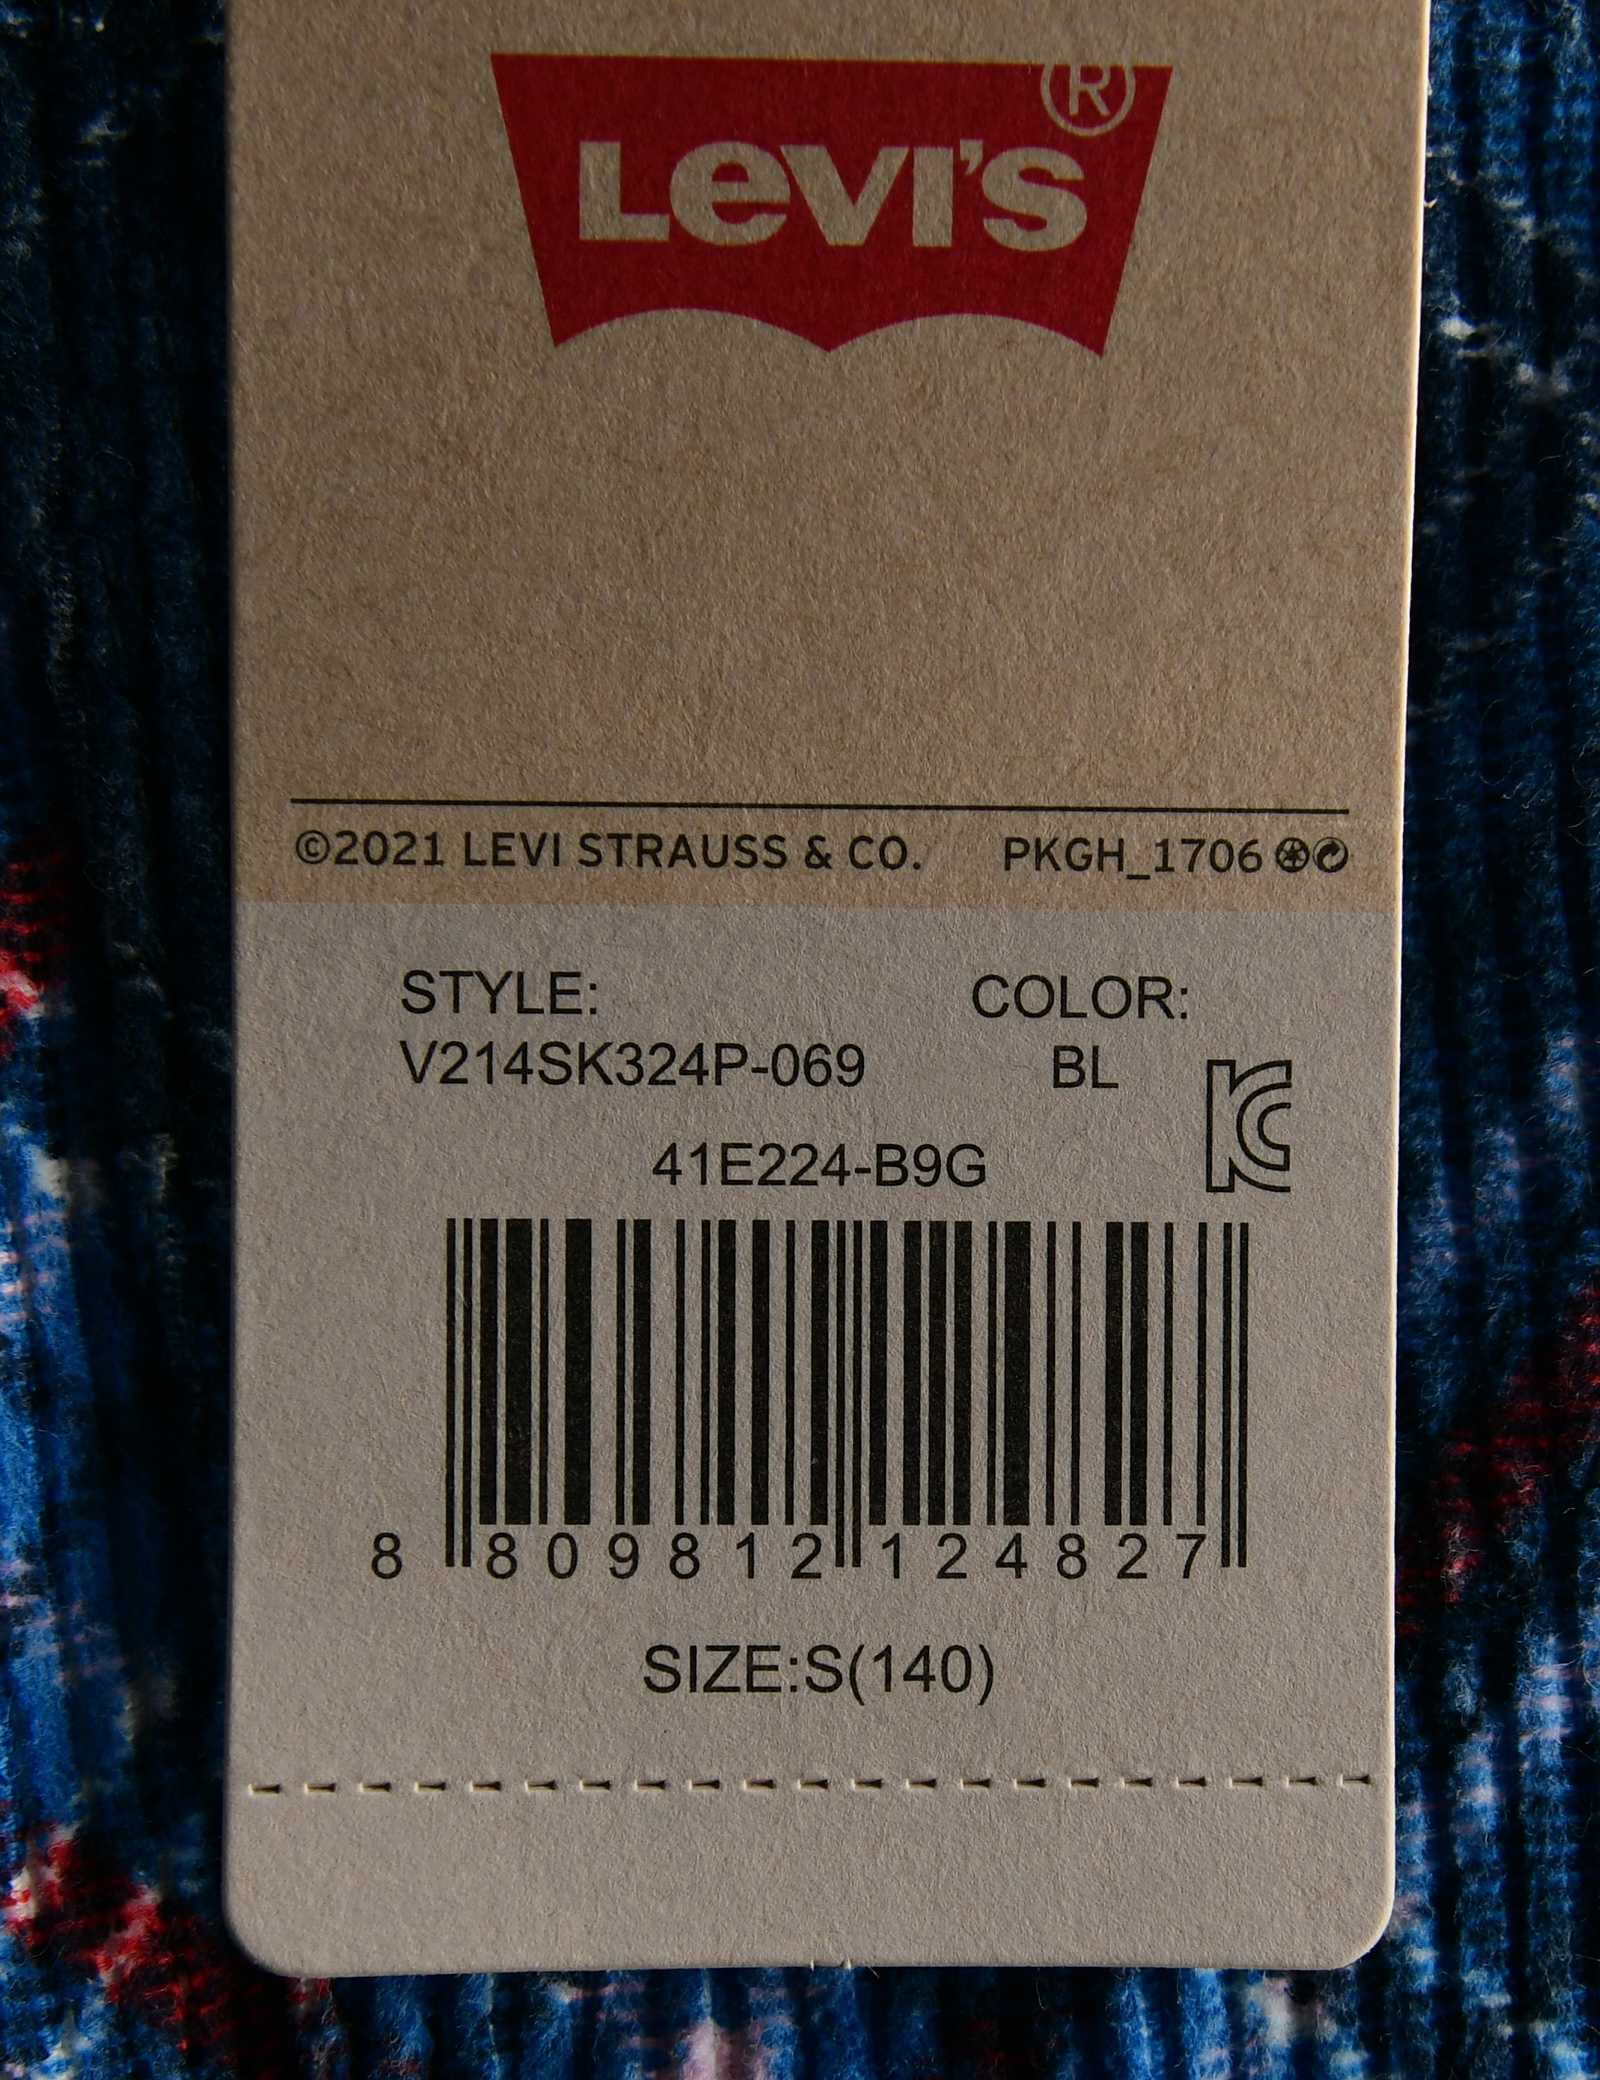 LEVI'S®
©2021 LEVI STRAUSS & CO. PKGH_1706
STYLE: COLOR:
V214SK324P-069 BL
41E224-B9G
8 809812 124827
SIZE:S(140)